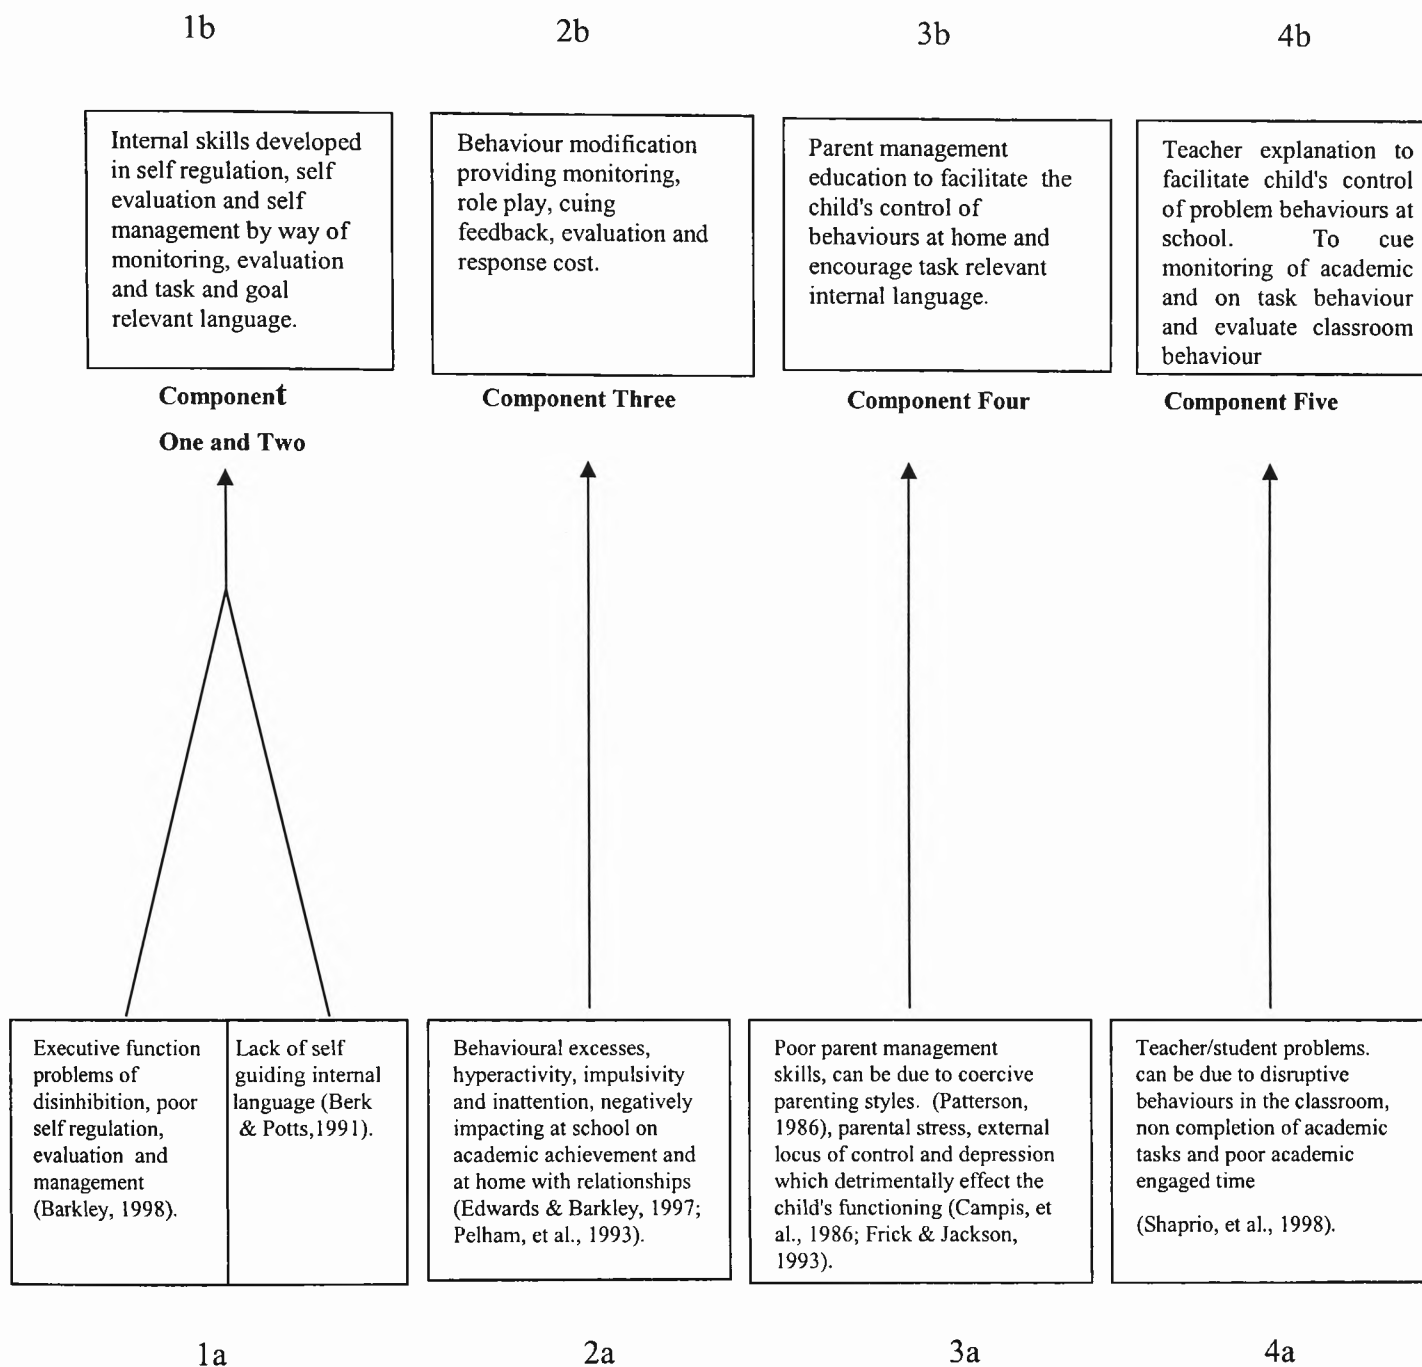 1b
2b
3b
4b
Internal skills developed
in self regulation, self
evaluation and self
management by way of
monitoring, evaluation
and task and goal
relevant language.
Behaviour modification
providing monitoring,
role play, cuing
feedback, evaluation and
response cost.
Parent management
education to facilitate the
child's control of
behaviours at home and
encourage task relevant
internal language.
Teacher explanation to
facilitate child's control
of problem behaviours at
school. To cue
monitoring of academic
and on task behaviour
and evaluate classroom
behaviour
Component
One and Two
Component Three
Component Four
Component Five
Executive function
problems of
disinhibition, poor
self regulation,
evaluation and
management
(Barkley, 1998).
Lack of self
guiding internal
language (Berk
& Potts,1991).
Behavioural excesses,
hyperactivity, impulsivity
and inattention, negatively
impacting at school on
academic achievement and
at home with relationships
(Edwards & Barkley, 1997;
Pelham, et al., 1993).
Poor parent management
skills, can be due to coercive
parenting styles. (Patterson,
1986), parental stress, external
locus of control and depression
which detrimentally effect the
child's functioning (Campis, et
al., 1986; Frick & Jackson,
1993).
Teacher/student problems.
can be due to disruptive
behaviours in the classroom,
non completion of academic
tasks and poor academic
engaged time
(Shaprio, et al., 1998).
1a
2a
3a
4a